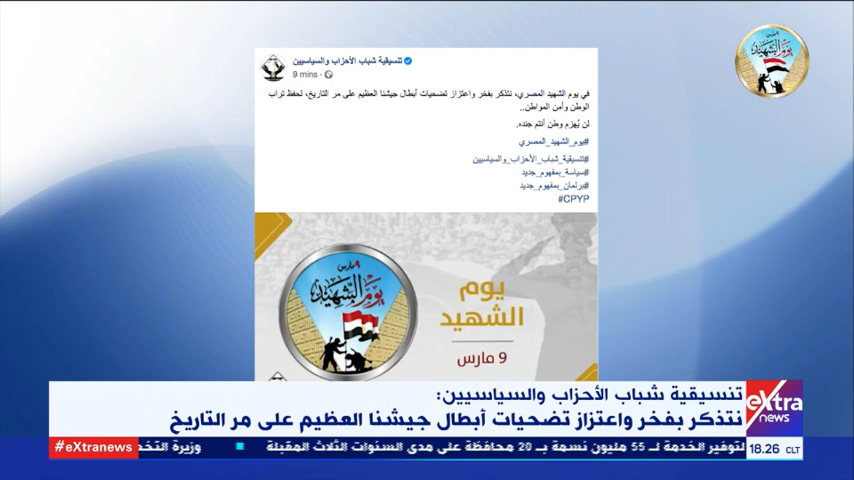 ٩ مارس
يوم الشهيد
تنسيقية شباب الأحزاب والسياسيين
9 mins ·
في يوم الشهيد المصري، نتذكر بفخر واعتزاز تضحيات أبطال جيشنا العظيم على مر التاريخ، لحفظ تراب
الوطن وأمن المواطن..
لن يُهزم وطن أنتم جنده.
#يوم_الشهيد_المصري
#تنسيقية_شباب_الأحزاب_والسياسيين
#سياسة_بمفهوم_جديد
#برلمان_بمفهوم_جديد
#CPYP
٩ مارس
يوم الشهيد
يوم
الشهيد
9 مارس
تنسيقية شباب الأحزاب والسياسيين:
نتذكر بفخر واعتزاز تضحيات أبطال جيشنا العظيم على مر التاريخ
eXtra
news
18.26 CLT
لتوفير الخدمة لـ 55 مليون نسمة بـ 20 محافظة على مدى السنوات الثلاث المقبلة
وزيرة
#eXtranews